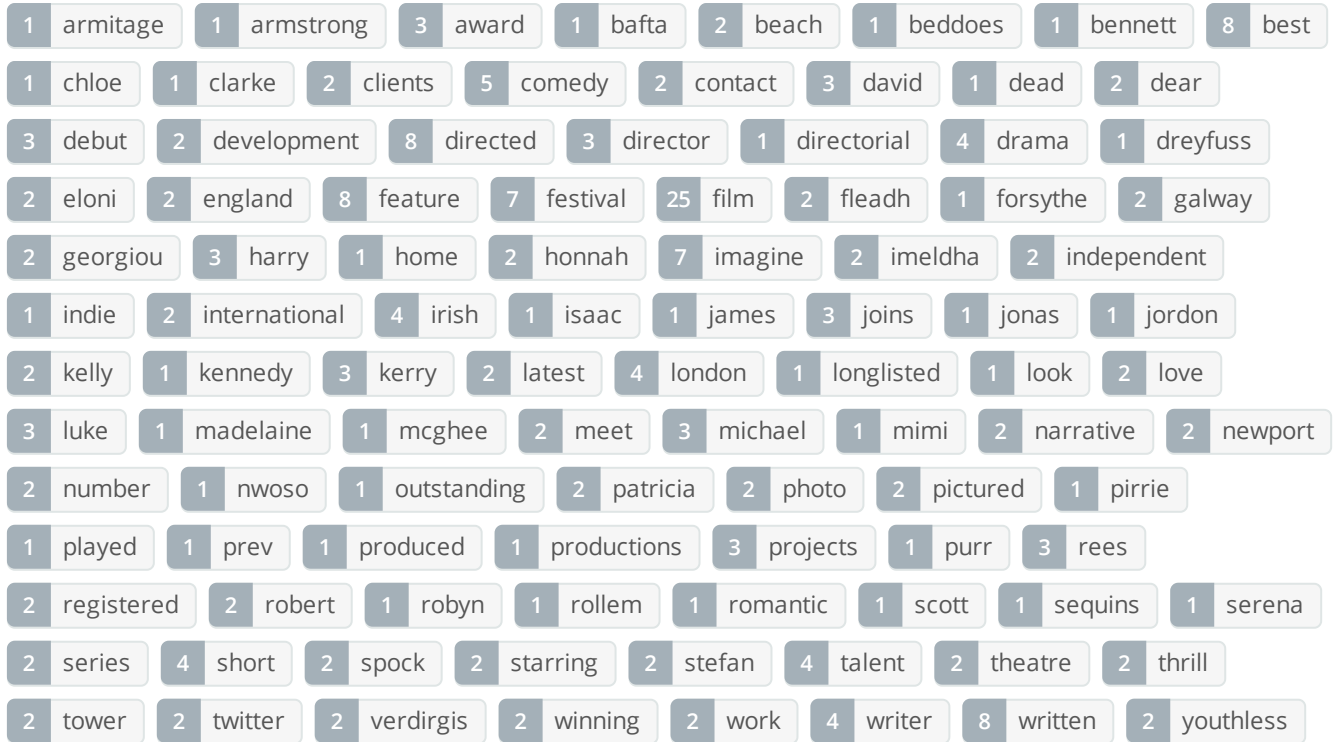 1 armitage 1 armstrong 3 award 1 bafta 2 beach 1 beddoes 1 bennett 8 best
1 chloe 1 clarke 2 clients 5 comedy 2 contact 3 david 1 dead 2 dear
3 debut 2 development 8 directed 3 director 1 directorial 4 drama 1 dreyfuss
2 eloni 2 england 8 feature 7 festival 25 film 2 fleadh 1 forsythe 2 galway
2 georgiou 3 harry 1 home 2 honnah 7 imagine 2 imeldha 2 independent
1 indie 2 international 4 irish 1 isaac 1 james 3 joins 1 jonas 1 jordon
2 kelly 1 kennedy 3 kerry 2 latest 4 london 1 longlisted 1 look 2 love
3 luke 1 madelaine 1 mcghee 2 meet 3 michael 1 mimi 2 narrative 2 newport
2 number 1 nwoso 1 outstanding 2 patricia 2 photo 2 pictured 1 pirrie
1 played 1 prev 1 produced 1 productions 3 projects 1 purr 3 rees
2 registered 2 robert 1 robyn 1 rollem 1 romantic 1 scott 1 sequins 1 serena
2 series 4 short 2 spock 2 starring 2 stefan 4 talent 2 theatre 2 thrill
2 tower 2 twitter 2 verdirgis 2 winning 2 work 4 writer 8 written 2 youthless